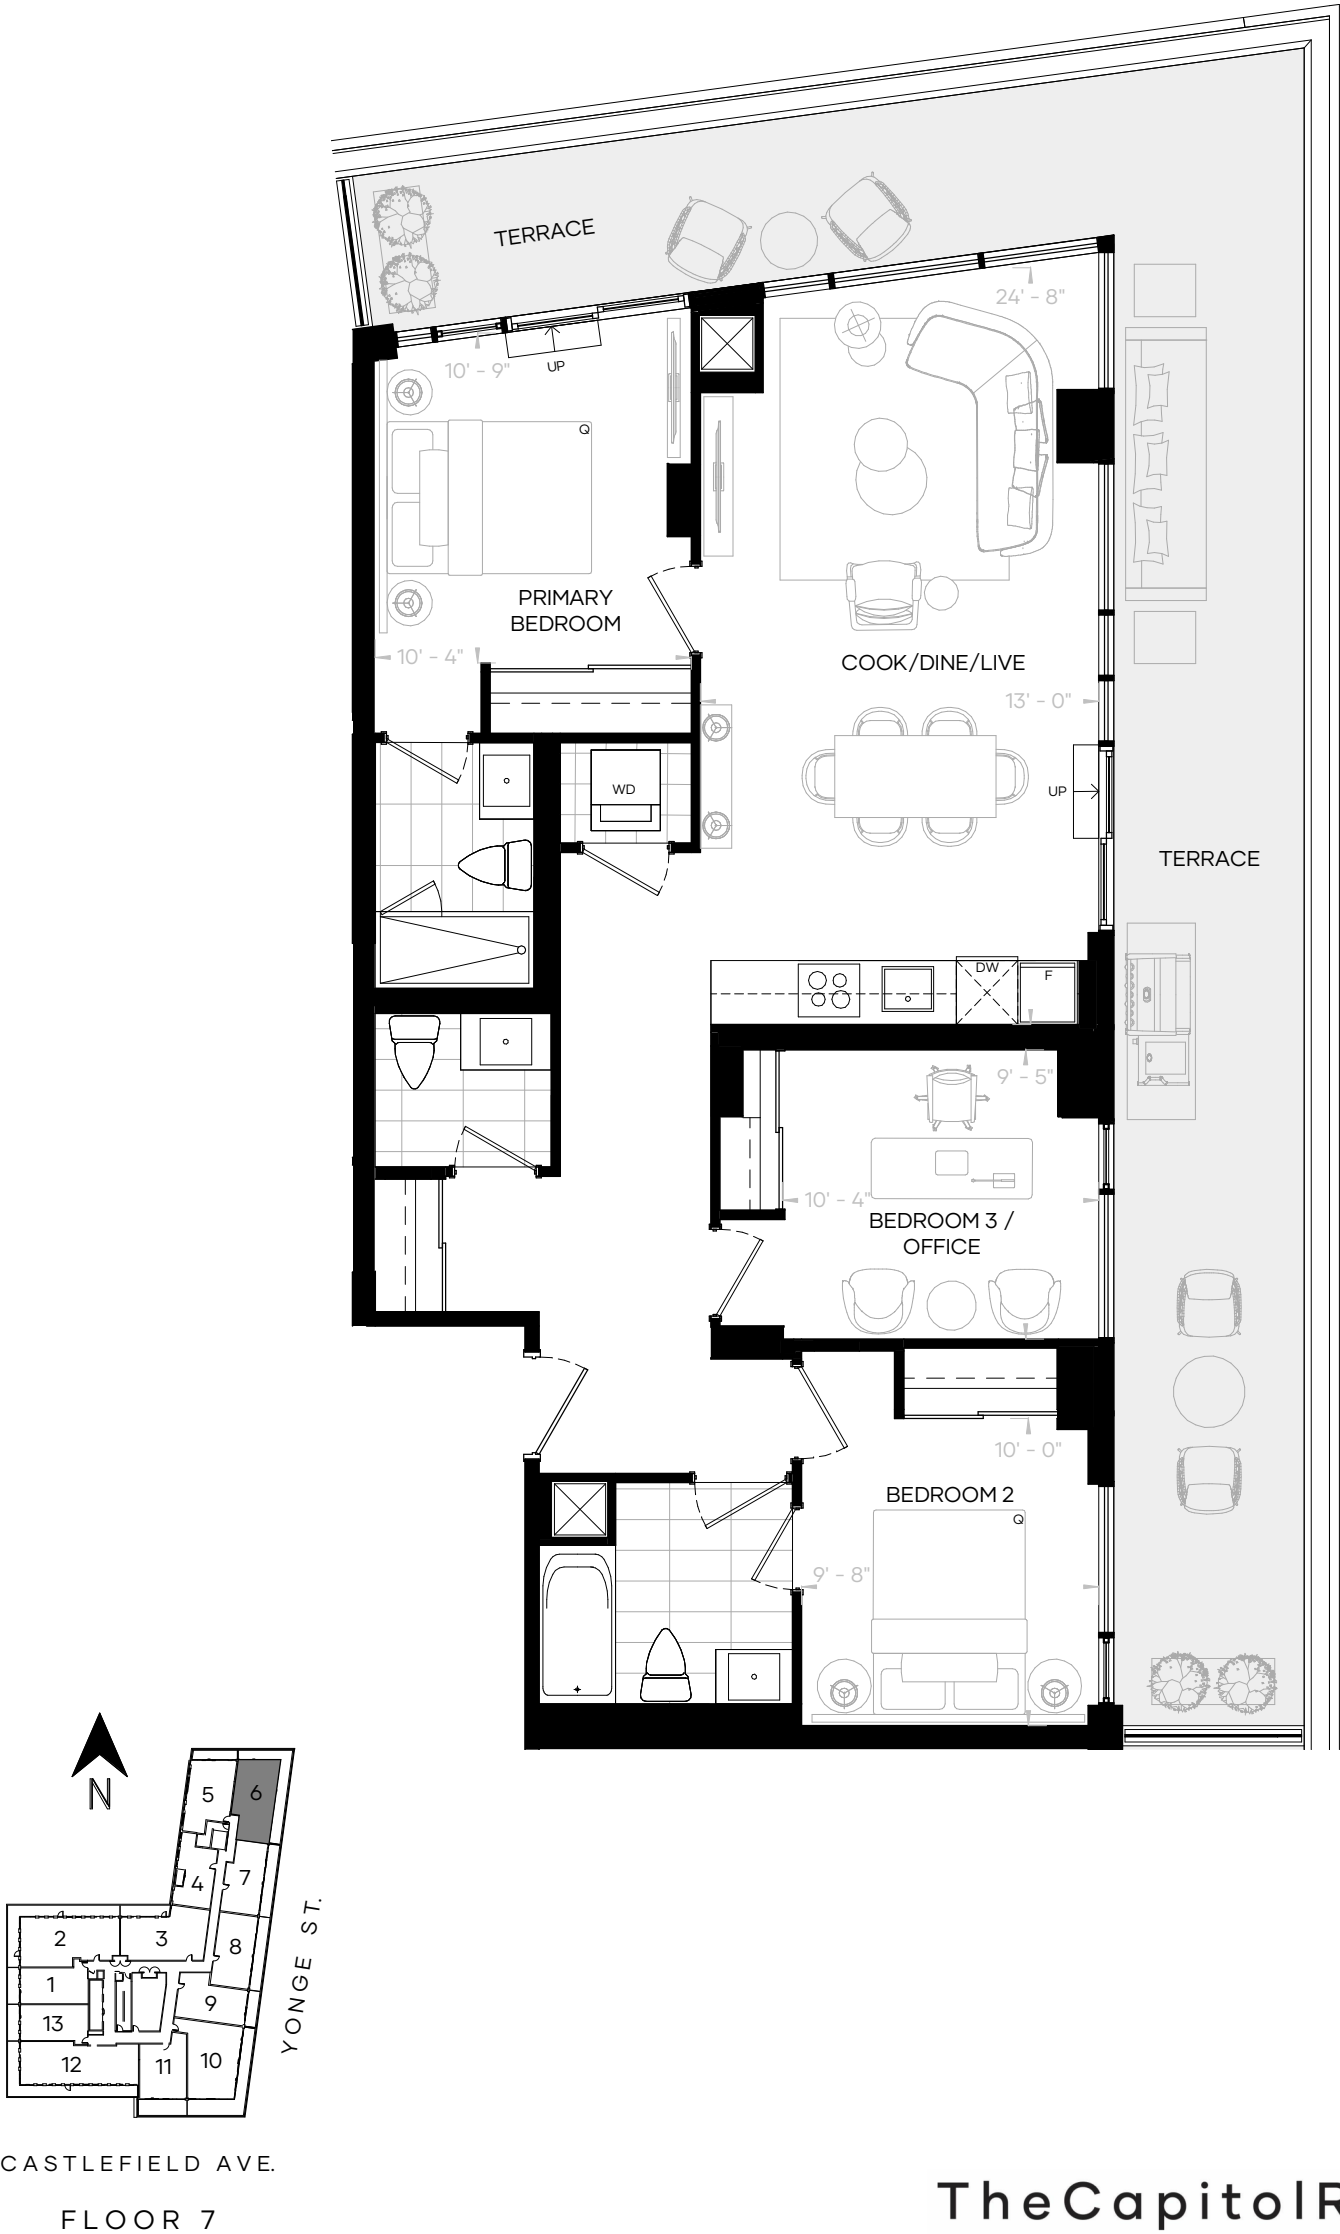 TERRACE
24' - 8"
10' - 9"
UP
Q
PRIMARY
BEDROOM
10' - 4"
COOK/DINE/LIVE
13' - 0"
WD
UP
TERRACE
DW
F
9' - 5"
10' - 4"
BEDROOM 3 /
OFFICE
10' - 0"
BEDROOM 2
Q
9' - 8"
N
5
6
4
7
2
3
8
1
9
13
12
11
10
YONGE ST.
CASTLEFIELD AVE.
FLOOR 7
TheCapitolR